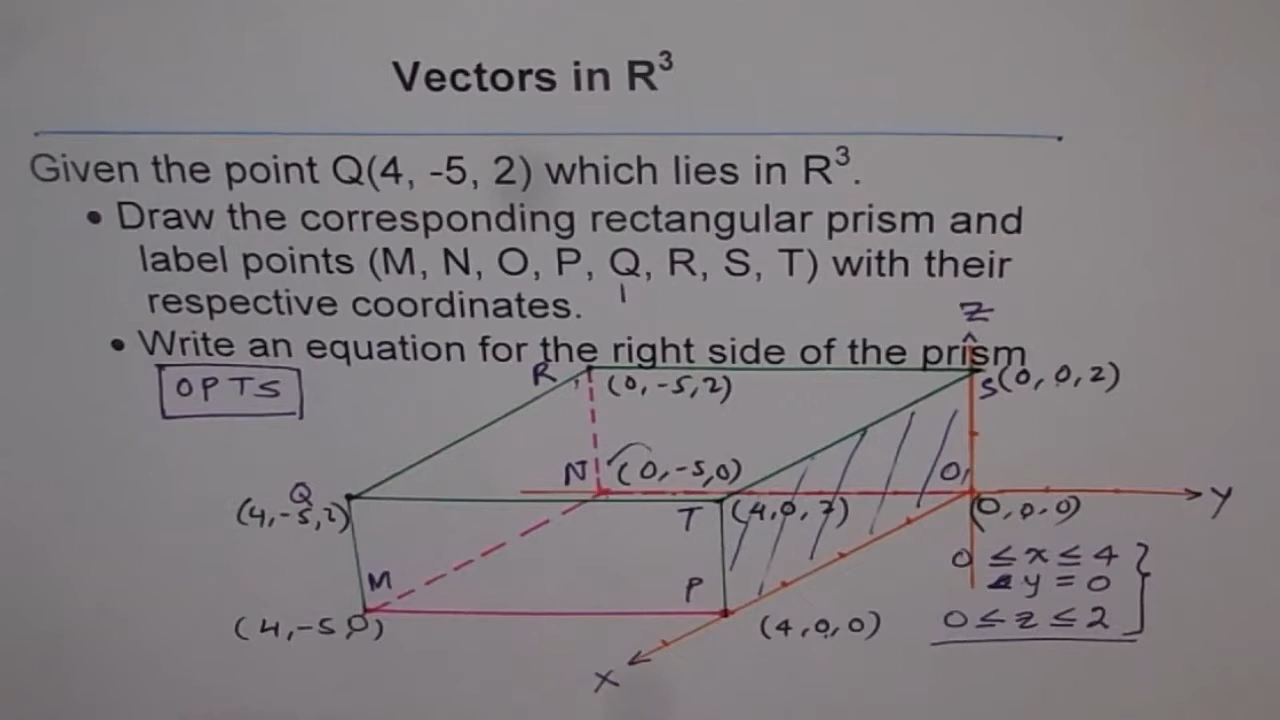 Vectors in R³
Given the point Q(4, -5, 2) which lies in R³.
• Draw the corresponding rectangular prism and
label points (M, N, O, P, Q, R, S, T) with their
respective coordinates.
• Write an equation for the right side of the prism
Z
OPTS
R (0, -5, 2)
S(0, 0, 2)
N (0, -5, 0)
O
Q
(4, -5, 2)
T (4, 0, 2)
(0, 0, 0)
Y
M
P
0 ≤ x ≤ 4
y = 0
0 ≤ z ≤ 2
(4, -5, 0)
(4, 0, 0)
X